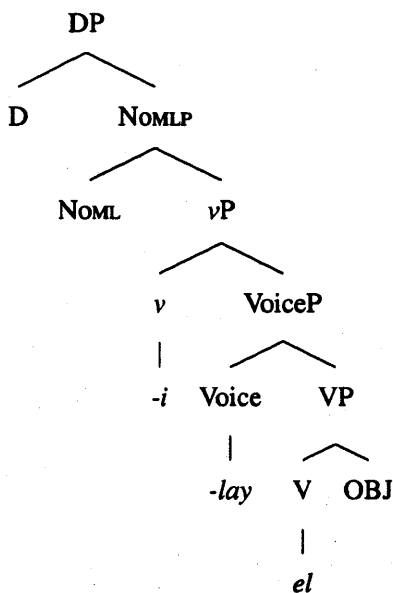 DP
D NOMLP
NOML vP
v VoiceP
-i Voice VP
-lay V OBJ
el